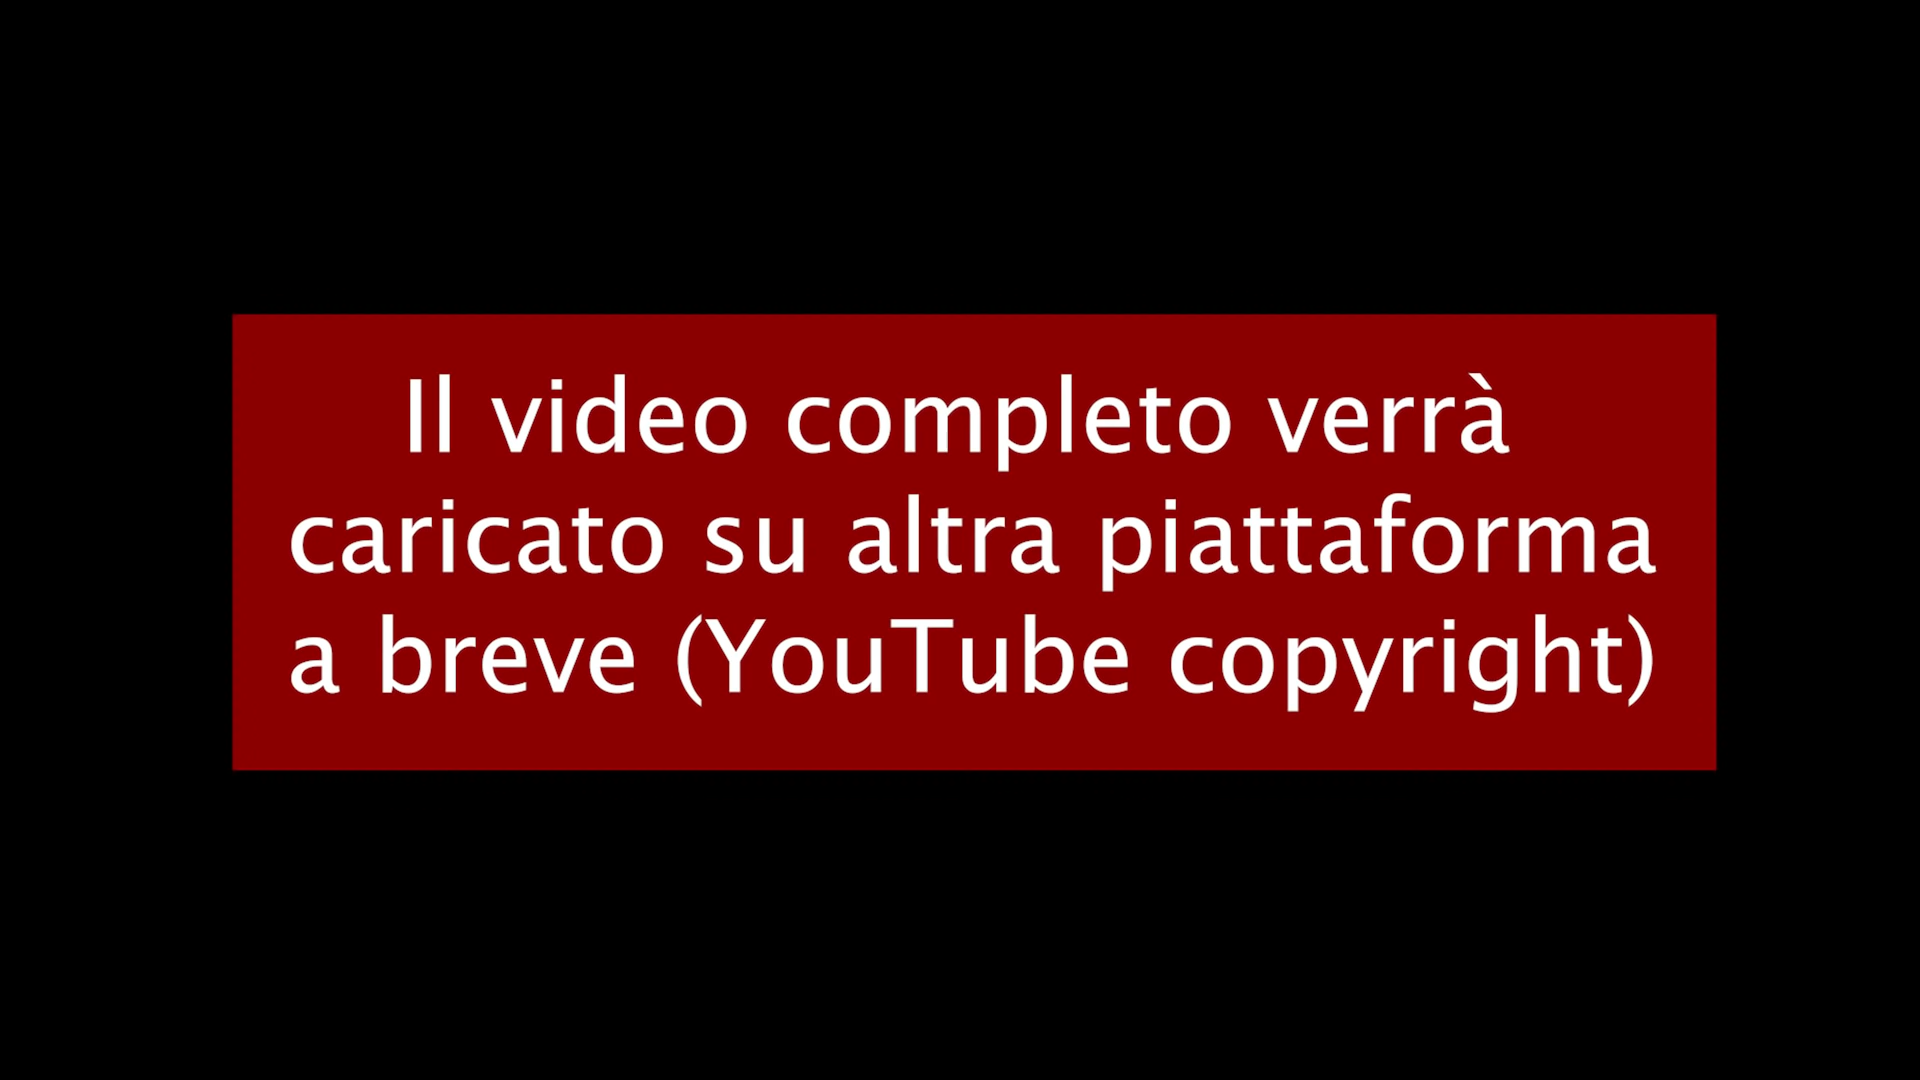 Il video completo verrà
caricato su altra piattaforma
a breve (YouTube copyright)